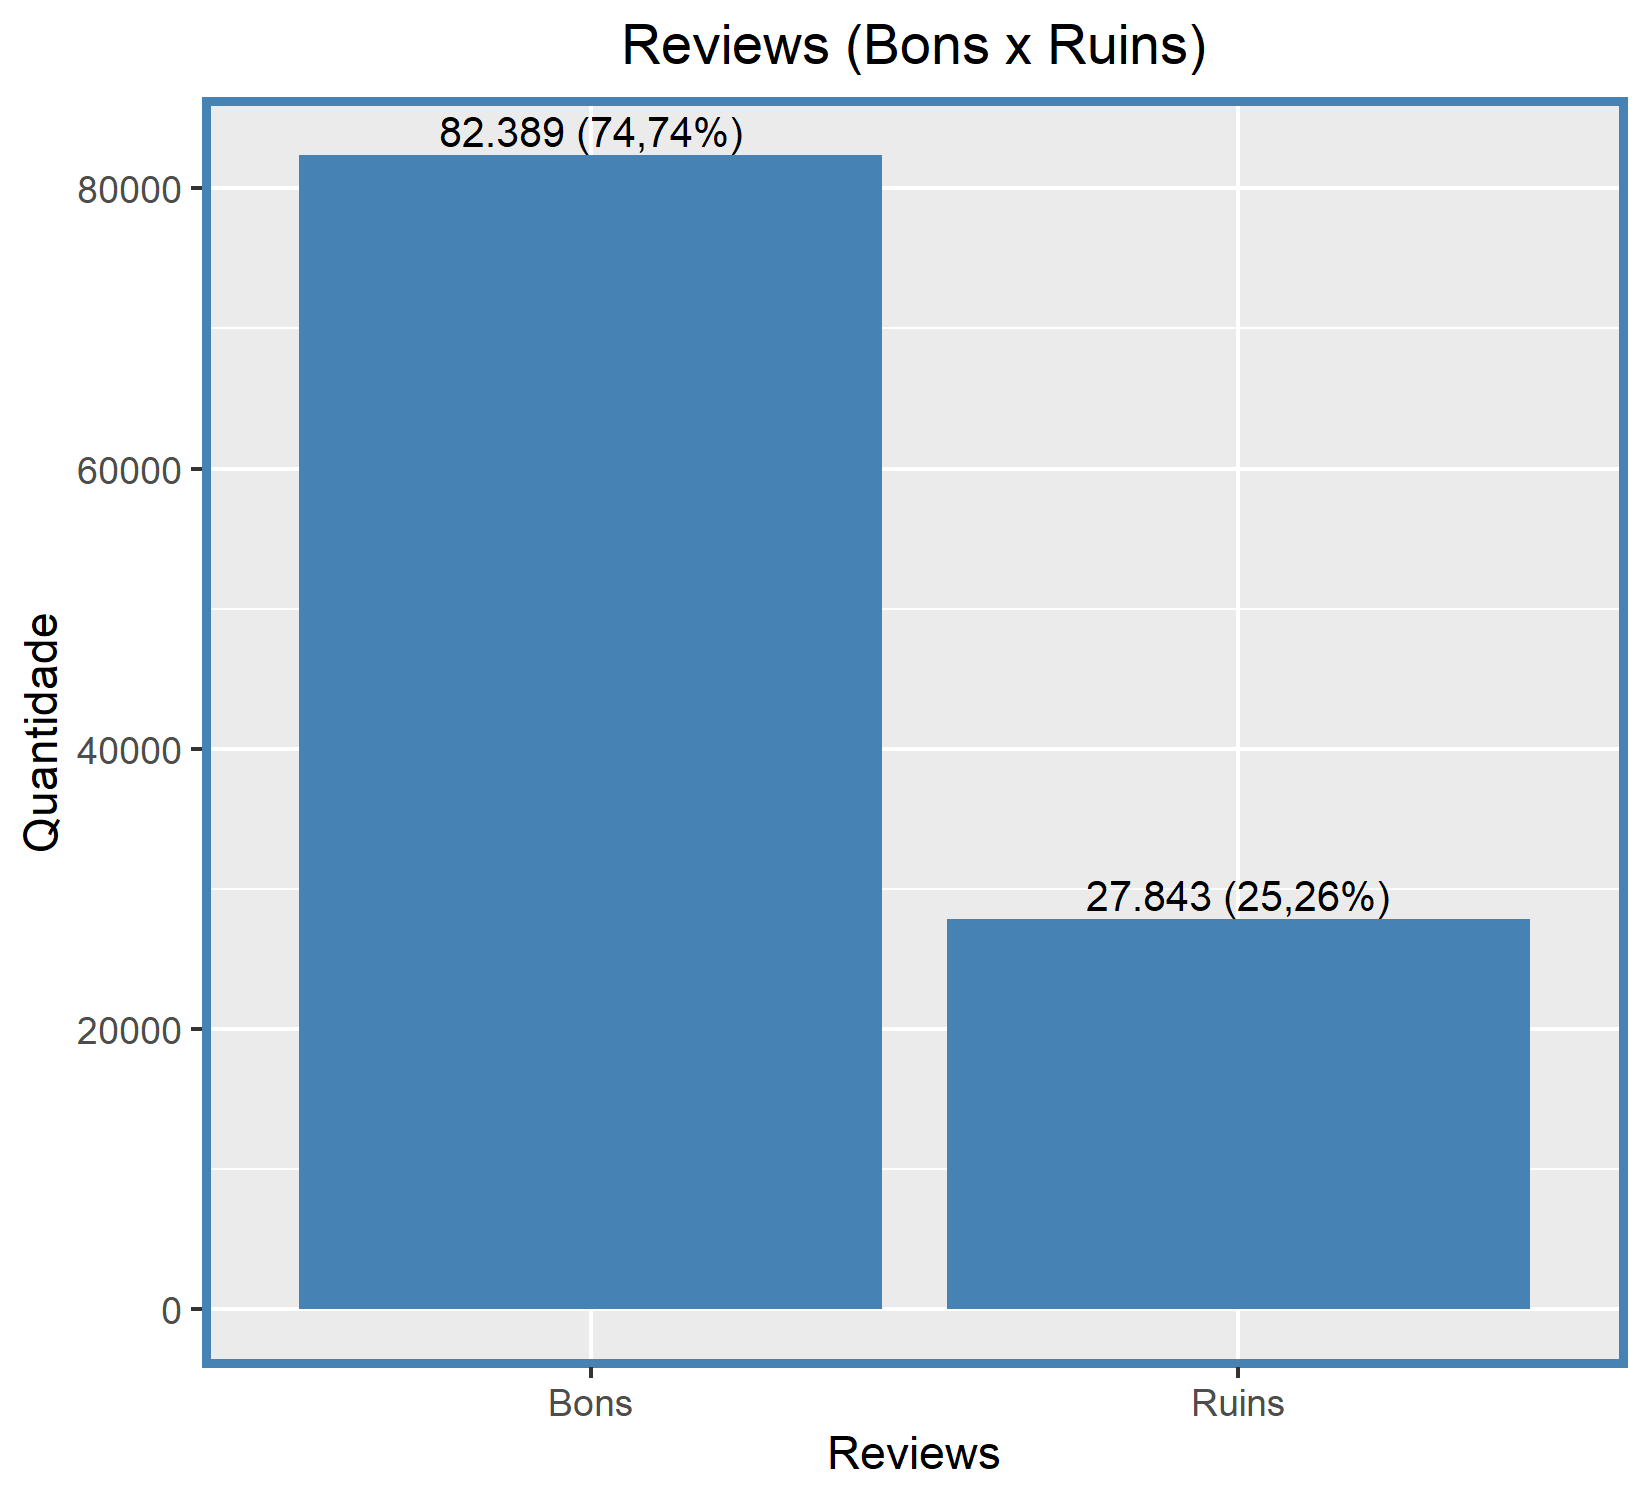 Reviews (Bons x Ruins)
82.389 (74,74%)
80000
60000
40000
27.843 (25,26%)
20000
0
Quantidade
Bons
Ruins
Reviews